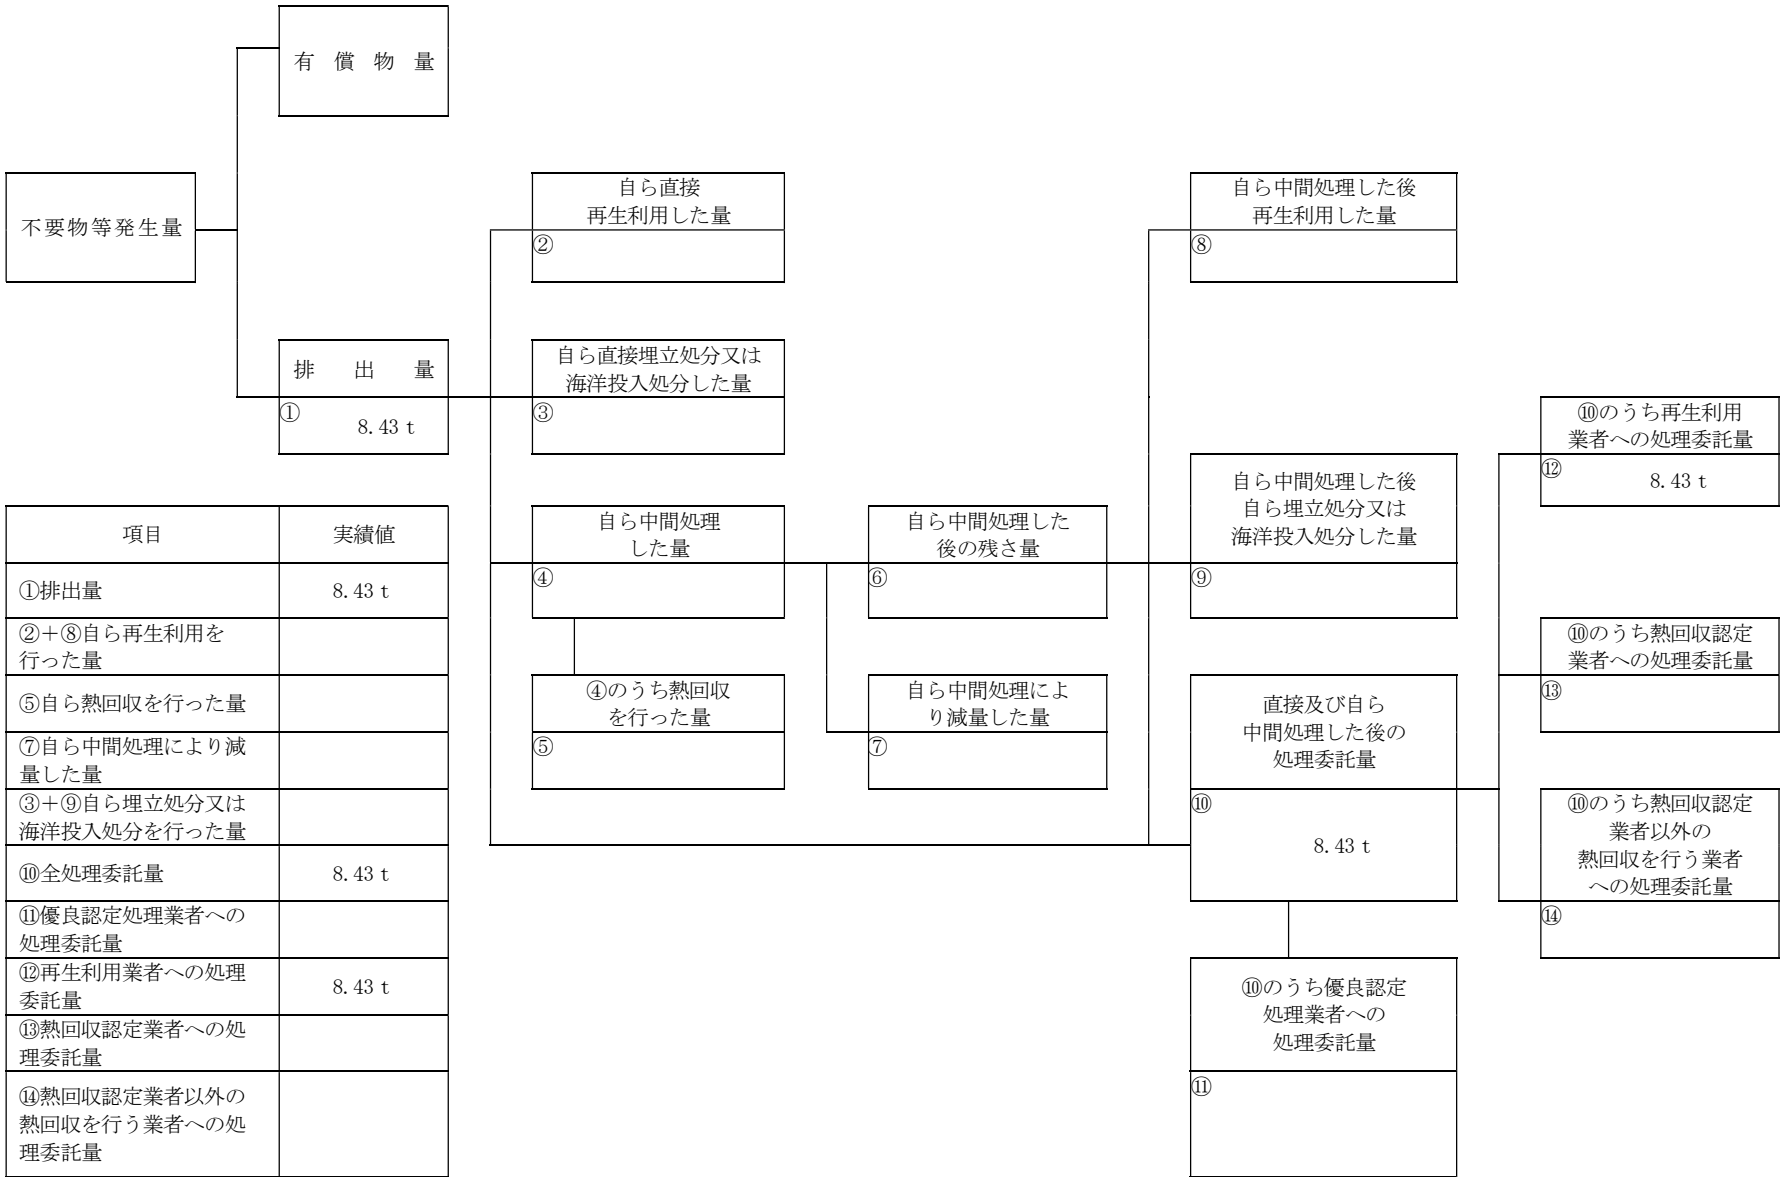 有償物量
不要物等発生量
排出量
① 8.43 t
自ら直接
再生利用した量
②
自ら直接埋立処分又は
海洋投入処分した量
③
自ら中間処理
した量
④
④のうち熱回収
を行った量
⑤
自ら中間処理した
後の残さ量
⑥
自ら中間処理によ
り減量した量
⑦
自ら中間処理した後
再生利用した量
⑧
自ら中間処理した後
自ら埋立処分又は
海洋投入処分した量
⑨
直接及び自ら
中間処理した後の
処理委託量
⑩
8.43 t
⑩のうち優良認定
処理業者への
処理委託量
⑪
⑩のうち再生利用
業者への処理委託量
⑫ 8.43 t
⑩のうち熱回収認定
業者への処理委託量
⑬
⑩のうち熱回収認定
業者以外の
熱回収を行う業者
への処理委託量
⑭
項目 実績値
①排出量 8.43 t
②+⑧自ら再生利用を
行った量
⑤自ら熱回収を行った量
⑦自ら中間処理により減
量した量
③+⑨自ら埋立処分又は
海洋投入処分を行った量
⑩全処理委託量 8.43 t
⑪優良認定処理業者への
処理委託量
⑫再生利用業者への処理
委託量 8.43 t
⑬熱回収認定業者への処
理委託量
⑭熱回収認定業者以外の
熱回収を行う業者への処
理委託量